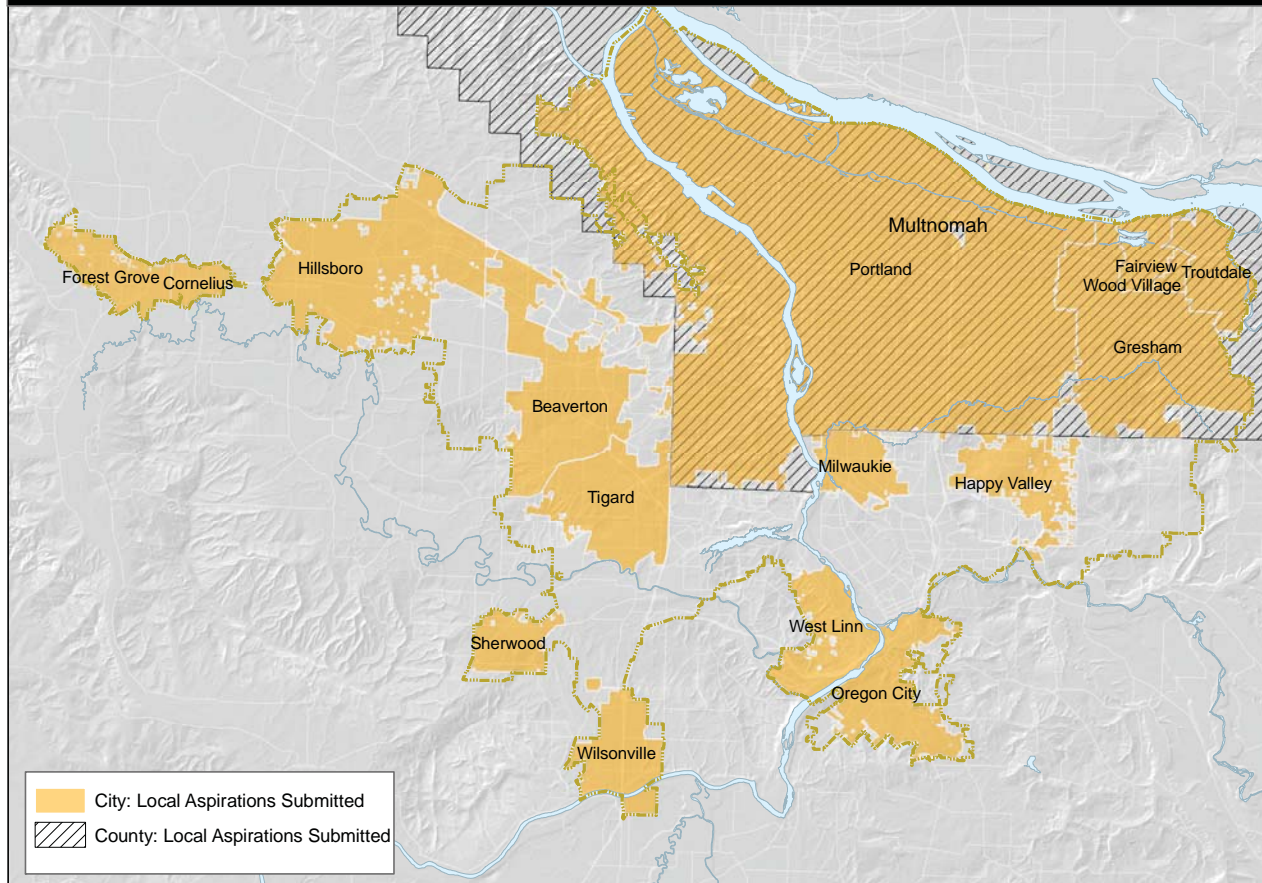 Multnomah
Portland
Fairview
Wood Village
Troutdale
Gresham
Forest Grove
Cornelius
Hillsboro
Beaverton
Tigard
Milwaukie
Happy Valley
West Linn
Sherwood
Oregon City
Wilsonville
City: Local Aspirations Submitted
County: Local Aspirations Submitted